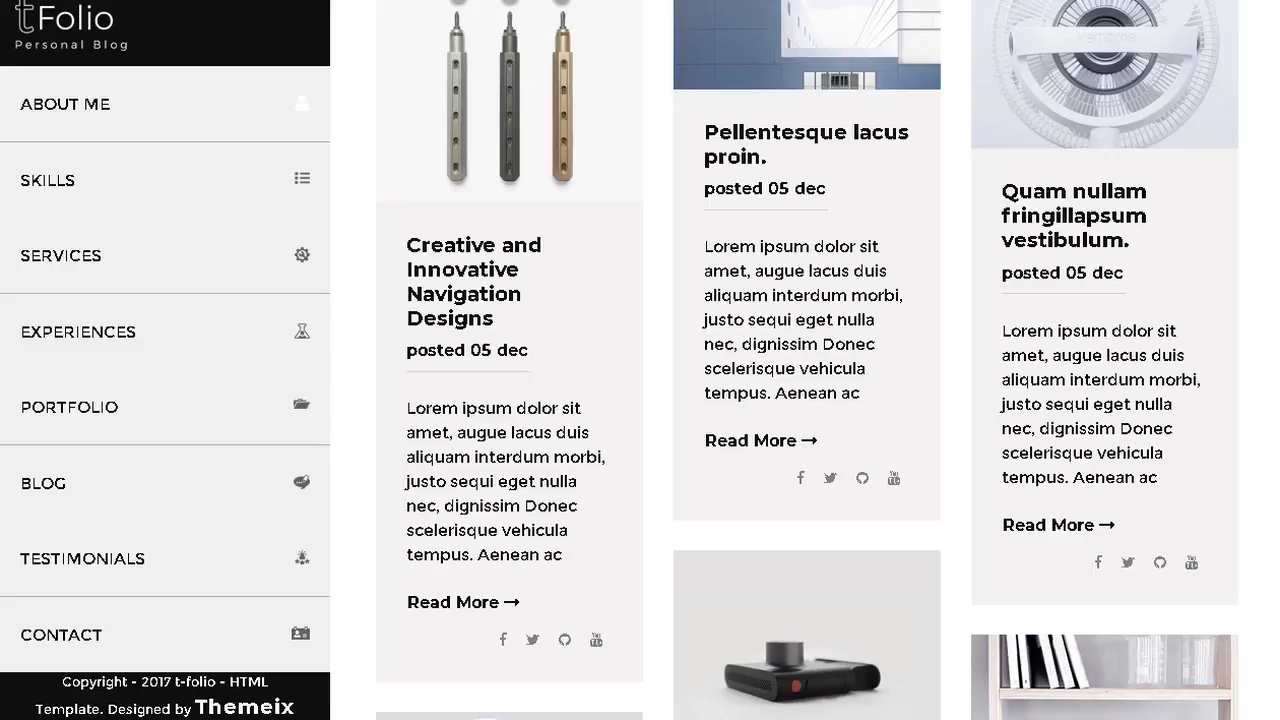 tFolio
Personal Blog
ABOUT ME
SKILLS
SERVICES
EXPERIENCES
PORTFOLIO
BLOG
TESTIMONIALS
CONTACT
Copyright - 2017 t-folio - HTML
Template. Designed by Themeix
Creative and
Innovative
Navigation
Designs
posted 05 dec
Lorem ipsum dolor sit
amet, augue lacus duis
aliquam interdum morbi,
justo sequi eget nulla
nec, dignissim Donec
scelerisque vehicula
tempus. Aenean ac
Read More →
Pellentesque lacus
proin.
posted 05 dec
Lorem ipsum dolor sit
amet, augue lacus duis
aliquam interdum morbi,
justo sequi eget nulla
nec, dignissim Donec
scelerisque vehicula
tempus. Aenean ac
Read More →
Quam nullam
fringillapsum
vestibulum.
posted 05 dec
Lorem ipsum dolor sit
amet, augue lacus duis
aliquam interdum morbi,
justo sequi eget nulla
nec, dignissim Donec
scelerisque vehicula
tempus. Aenean ac
Read More →